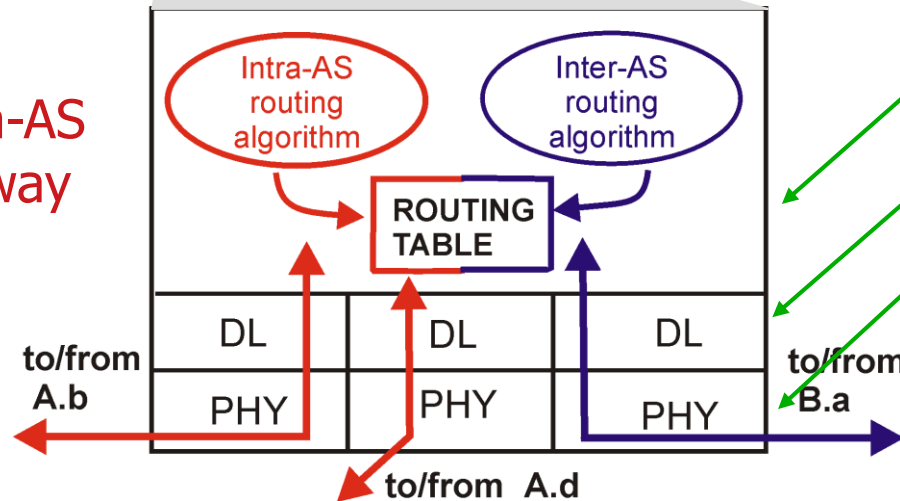 Intra-AS
routing
algorithm
Inter-AS
routing
algorithm
-AS
way
ROUTING
TABLE
DL
DL
DL
to/from
A.b
to/from
B.a
PHY
PHY
PHY
to/from A.d